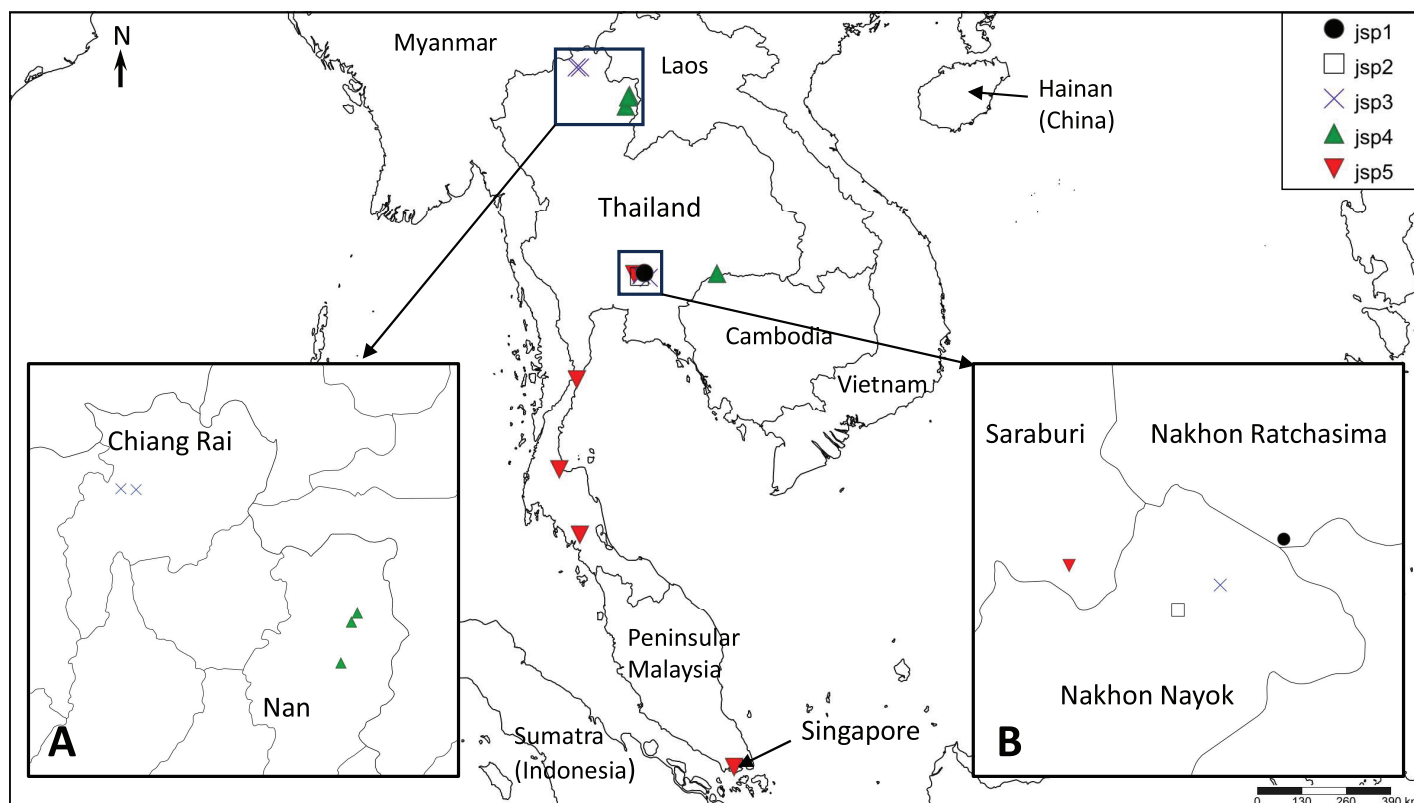 N
Myanmar
Laos
Hainan
(China)
jsp1
jsp2
jsp3
jsp4
jsp5
Thailand
Cambodia
Vietnam
Chiang Rai
Nan
A
Saraburi
Nakhon Ratchasima
Nakhon Nayok
B
Peninsular
Malaysia
Singapore
Sumatra
(Indonesia)
0 130 260 390